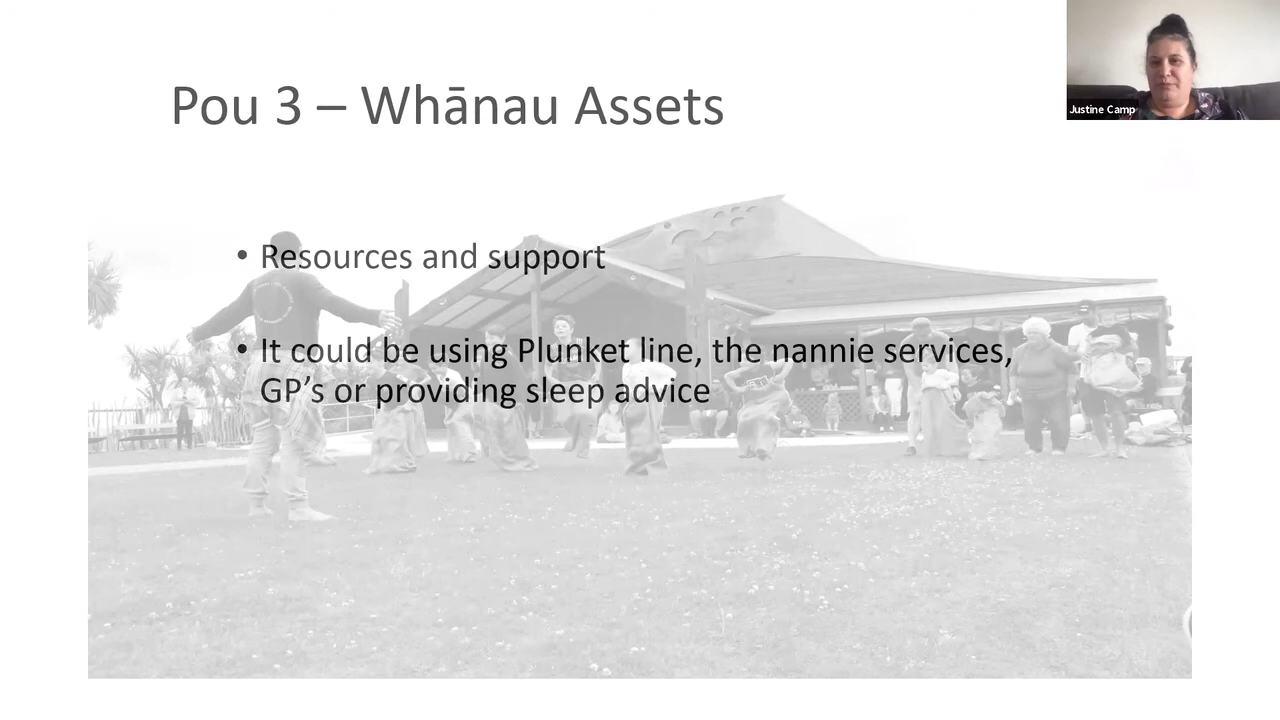 Pou 3 – Whānau Assets
Justine Camp
• Resources and support
• It could be using Plunket line, the nannie services,
GP’s or providing sleep advice